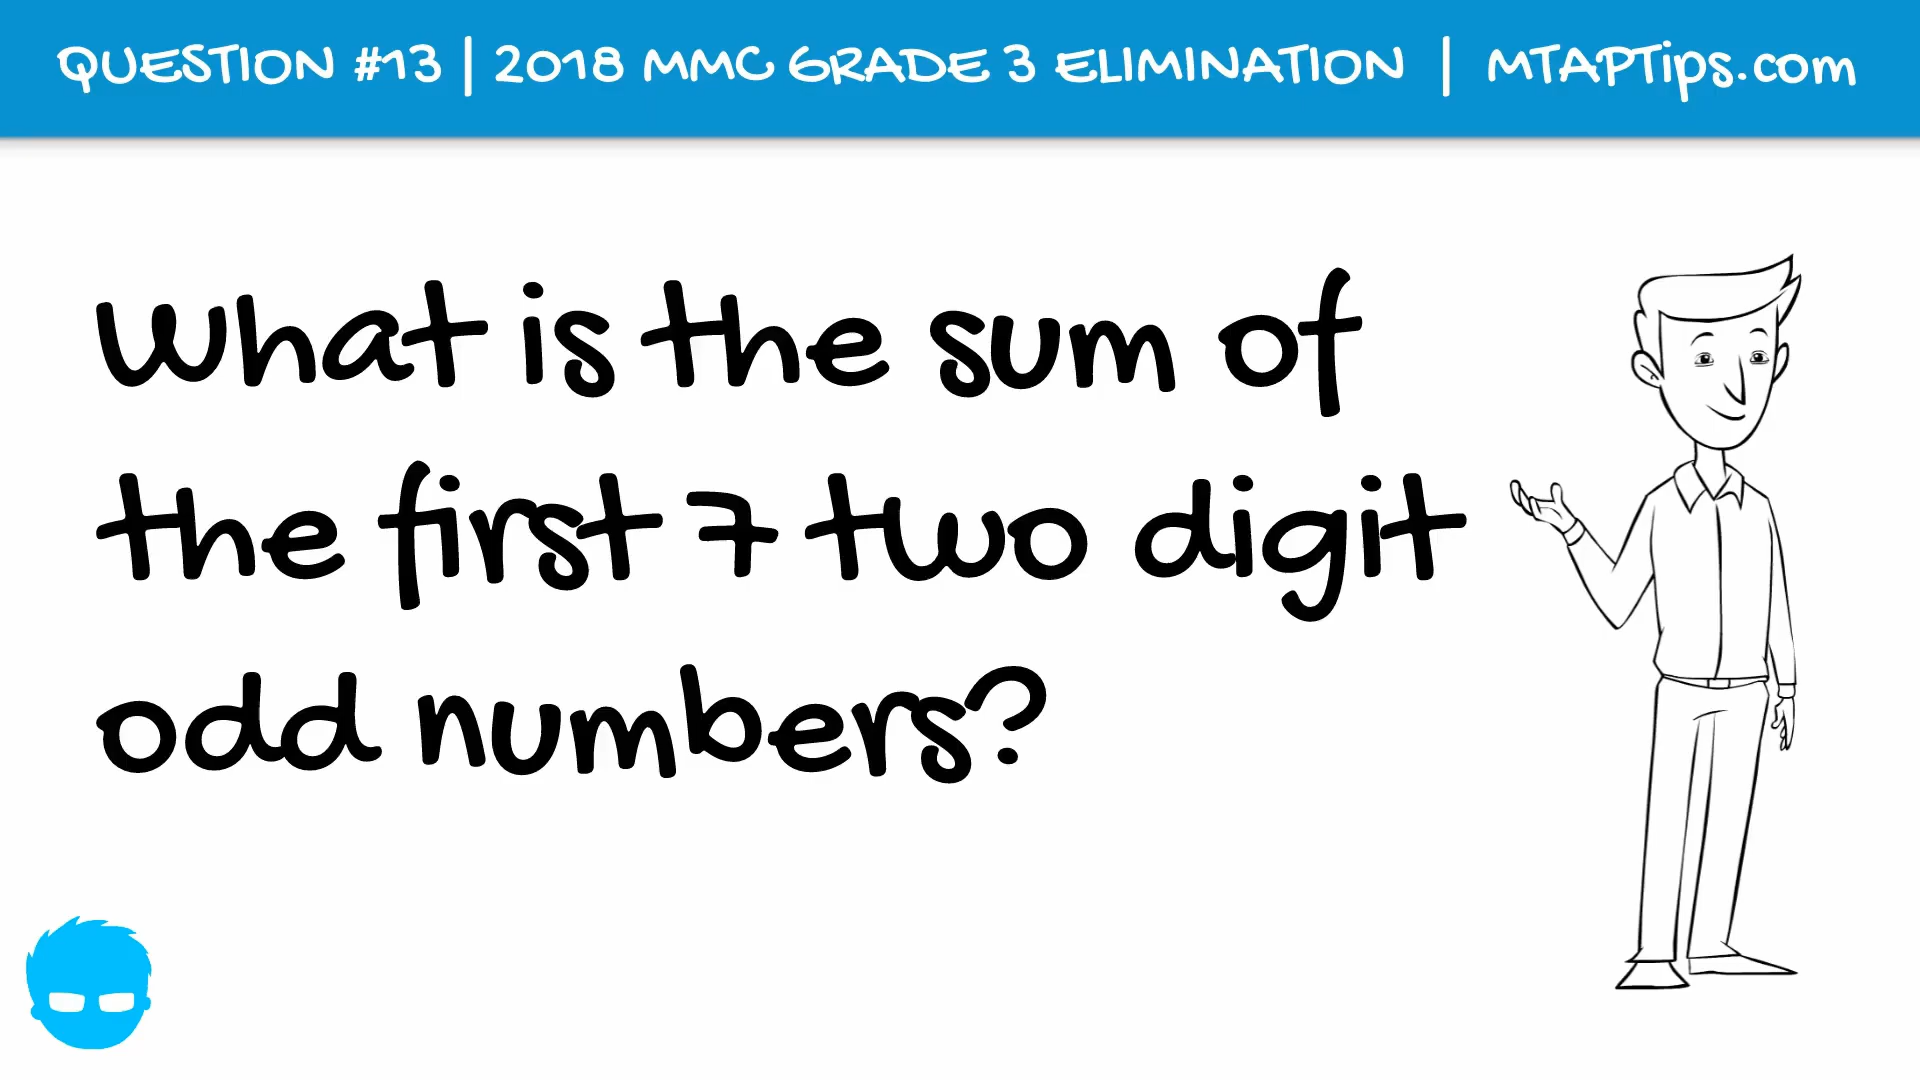 QUESTION #13 | 2018 MMC GRADE 3 ELIMINATION | MTAPTips.com
What is the sum of
the first 7 two digit
odd numbers?